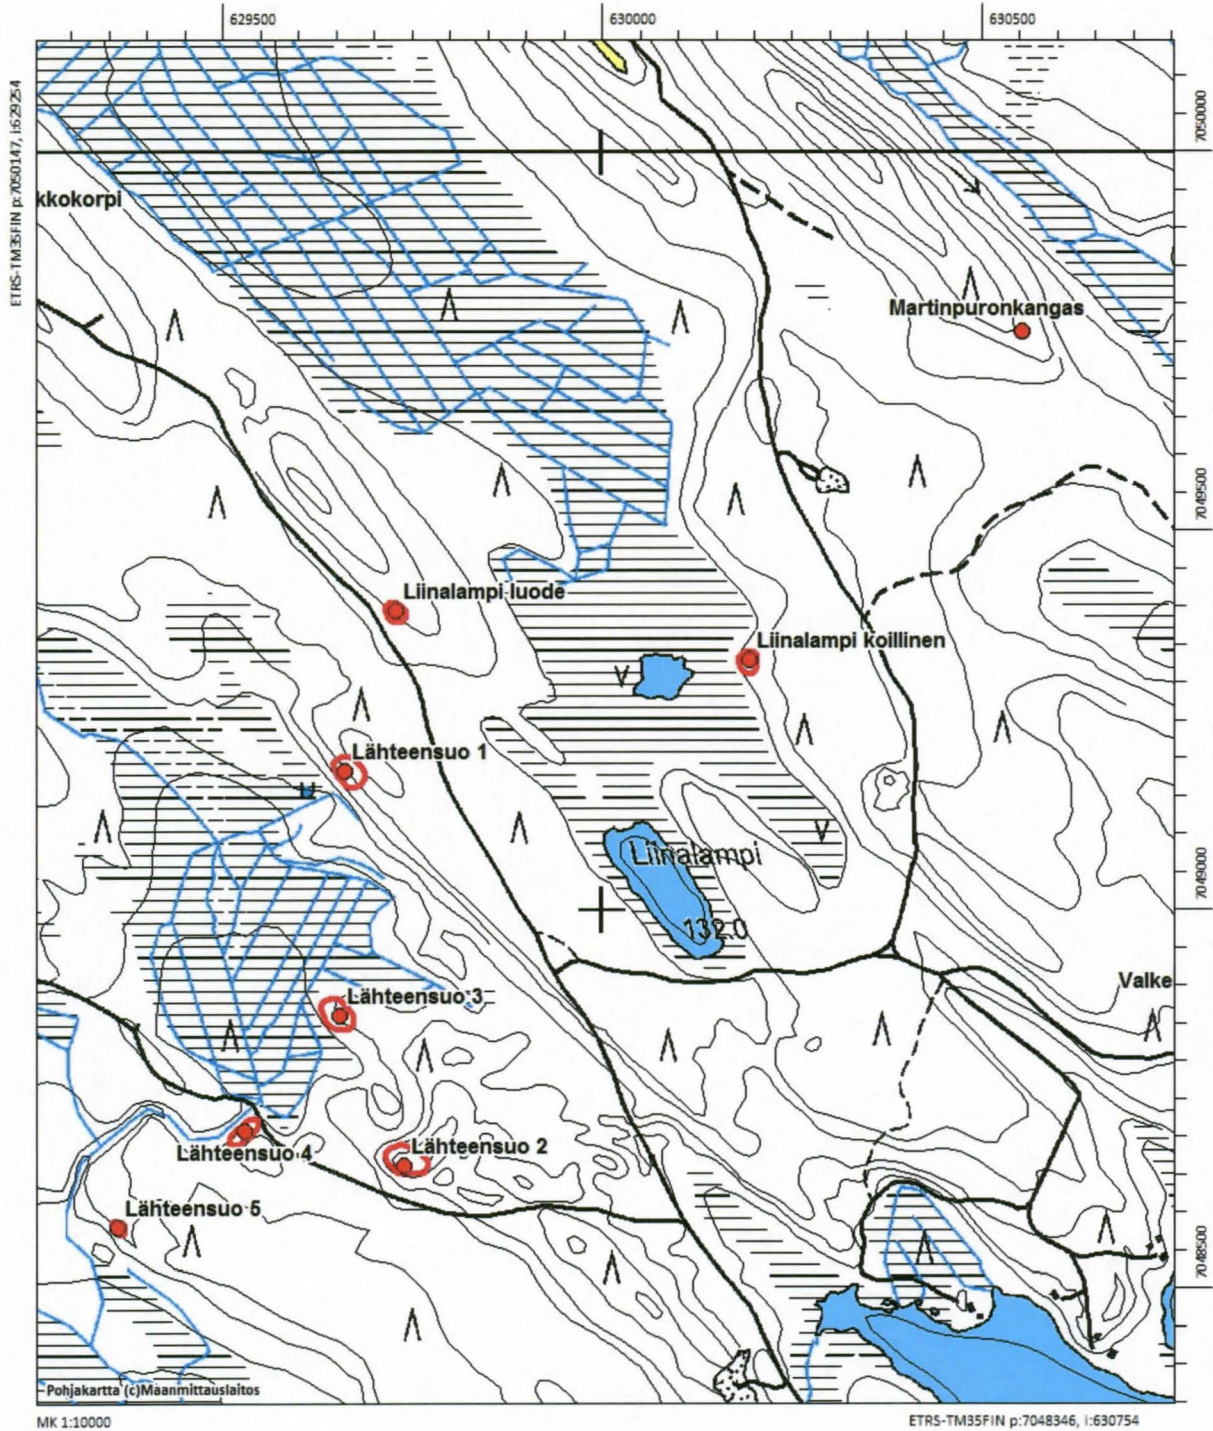 629500
630000
630500
ETRS-TM35FIN p:7050147, i:629254
7050000
kkokorpi
Martinpuronkangas
7049500
Liinalampi luode
Liinalampi koillinen
V
Lähteensuo 1
V
Liinalampi
132.0
7049000
Valke
Lähteensuo 3
Lähteensuo 2
Lähteensuo 4
Lähteensuo 5
7048500
Pohjakartta (c)Maanmittauslaitos
MK 1:10000
ETRS-TM35FIN p:7048346, i:630754